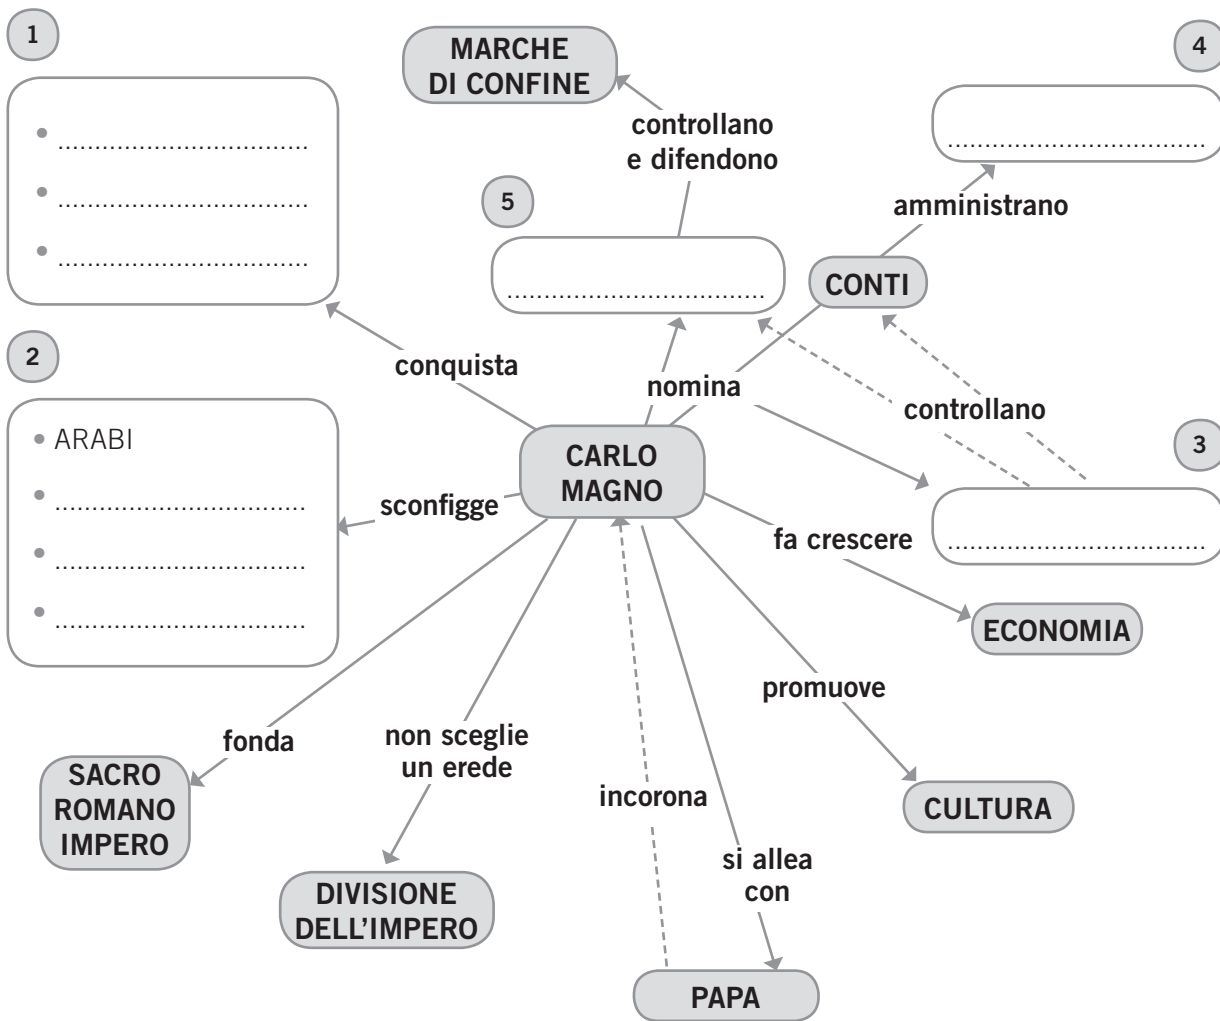 1
MARCHE
DI CONFINE
4
controllano
e difendono
• ..................................
• ..................................
• ..................................
...................................
5
amministrano
...................................
CONTI
2
conquista
nomina
controllano
• ARABI
• ..................................
• ..................................
• ..................................
CARLO
MAGNO
3
sconfigge
fa crescere
...................................
ECONOMIA
promuove
fonda
non sceglie
un erede
SACRO
ROMANO
IMPERO
incorona
CULTURA
si allea
con
DIVISIONE
DELL'IMPERO
PAPA